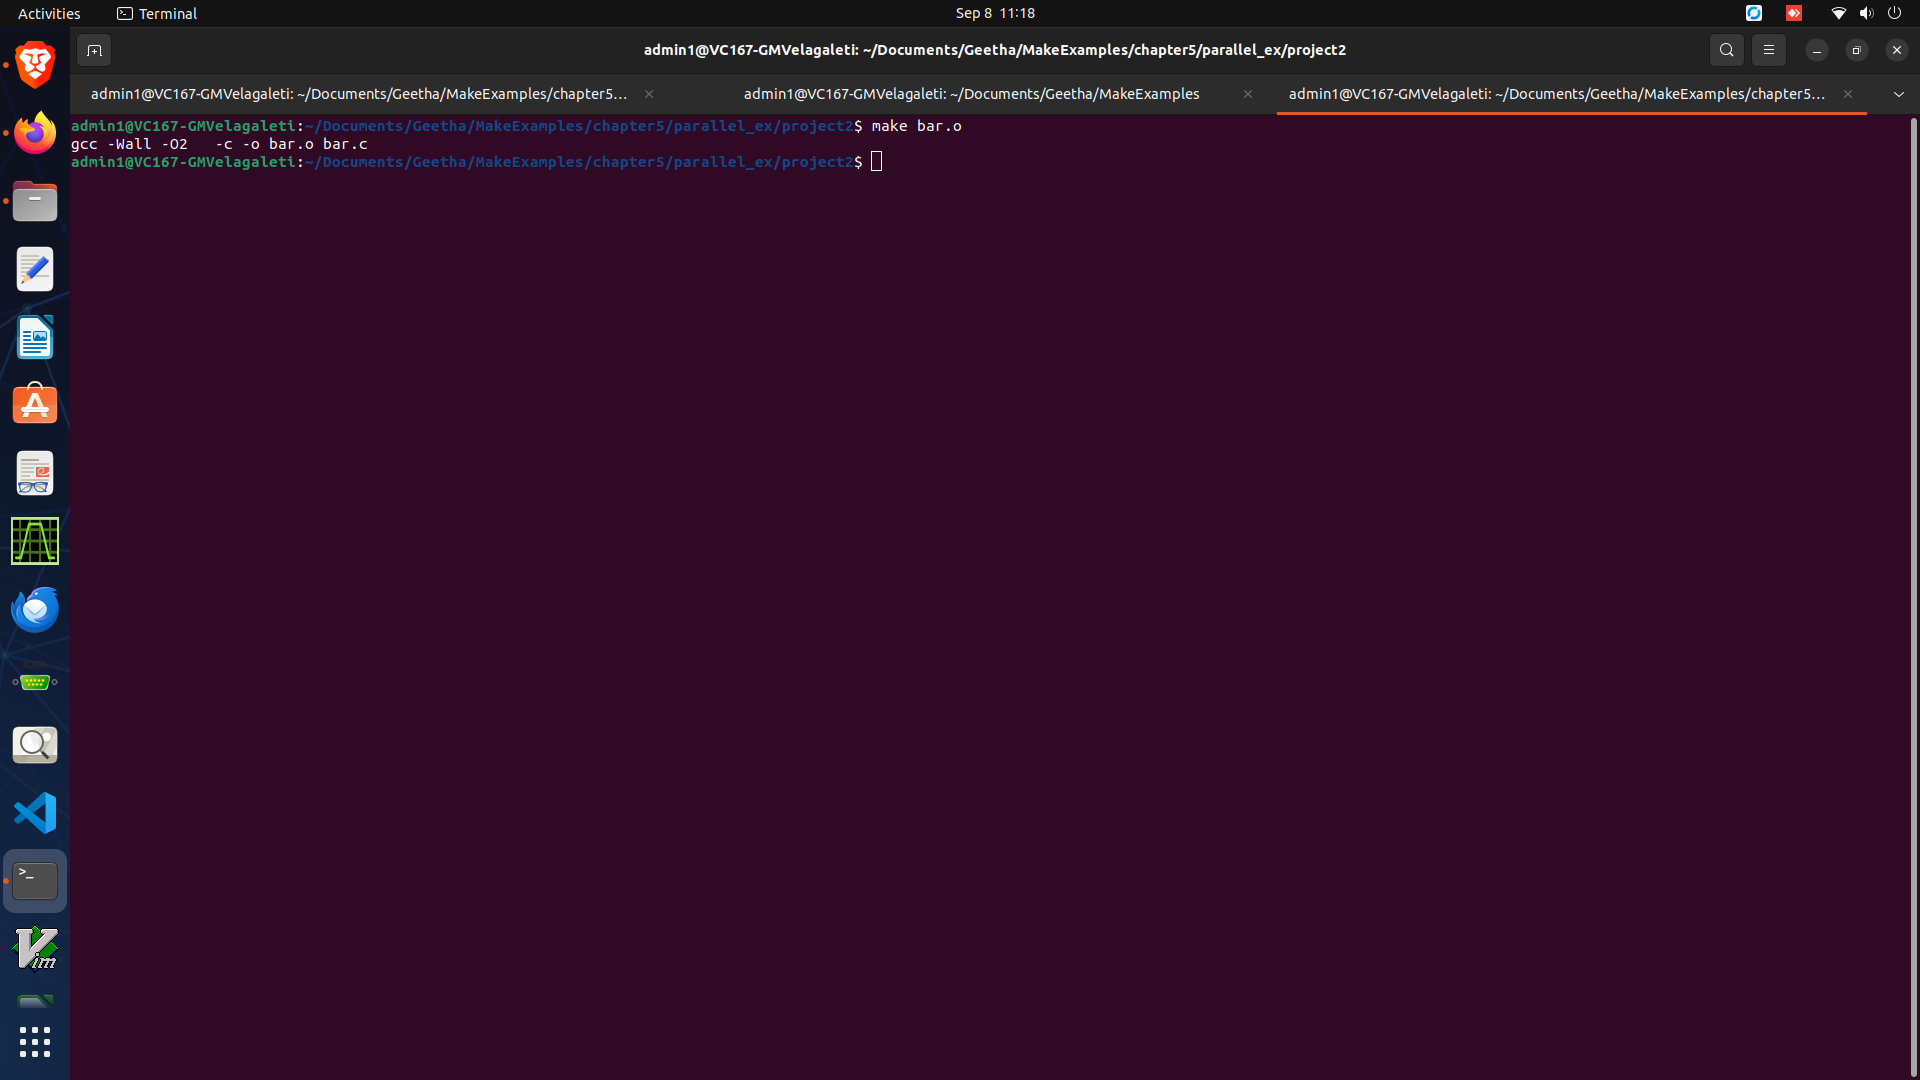 Activities Terminal Sep 8 11:18
admin1@VC167-GMVelagaleti: ~/Documents/Geetha/MakeExamples/chapter5/parallel_ex/project2
admin1@VC167-GMVelagaleti: ~/Documents/Geetha/MakeExamples/chapter5... admin1@VC167-GMVelagaleti: ~/Documents/Geetha/MakeExamples admin1@VC167-GMVelagaleti: ~/Documents/Geetha/MakeExamples/chapter5...
admin1@VC167-GMVelagaleti:~/Documents/Geetha/MakeExamples/chapter5/parallel_ex/project2$ make bar.o
gcc -Wall -O2   -c -o bar.o bar.c
admin1@VC167-GMVelagaleti:~/Documents/Geetha/MakeExamples/chapter5/parallel_ex/project2$
>_
Vim